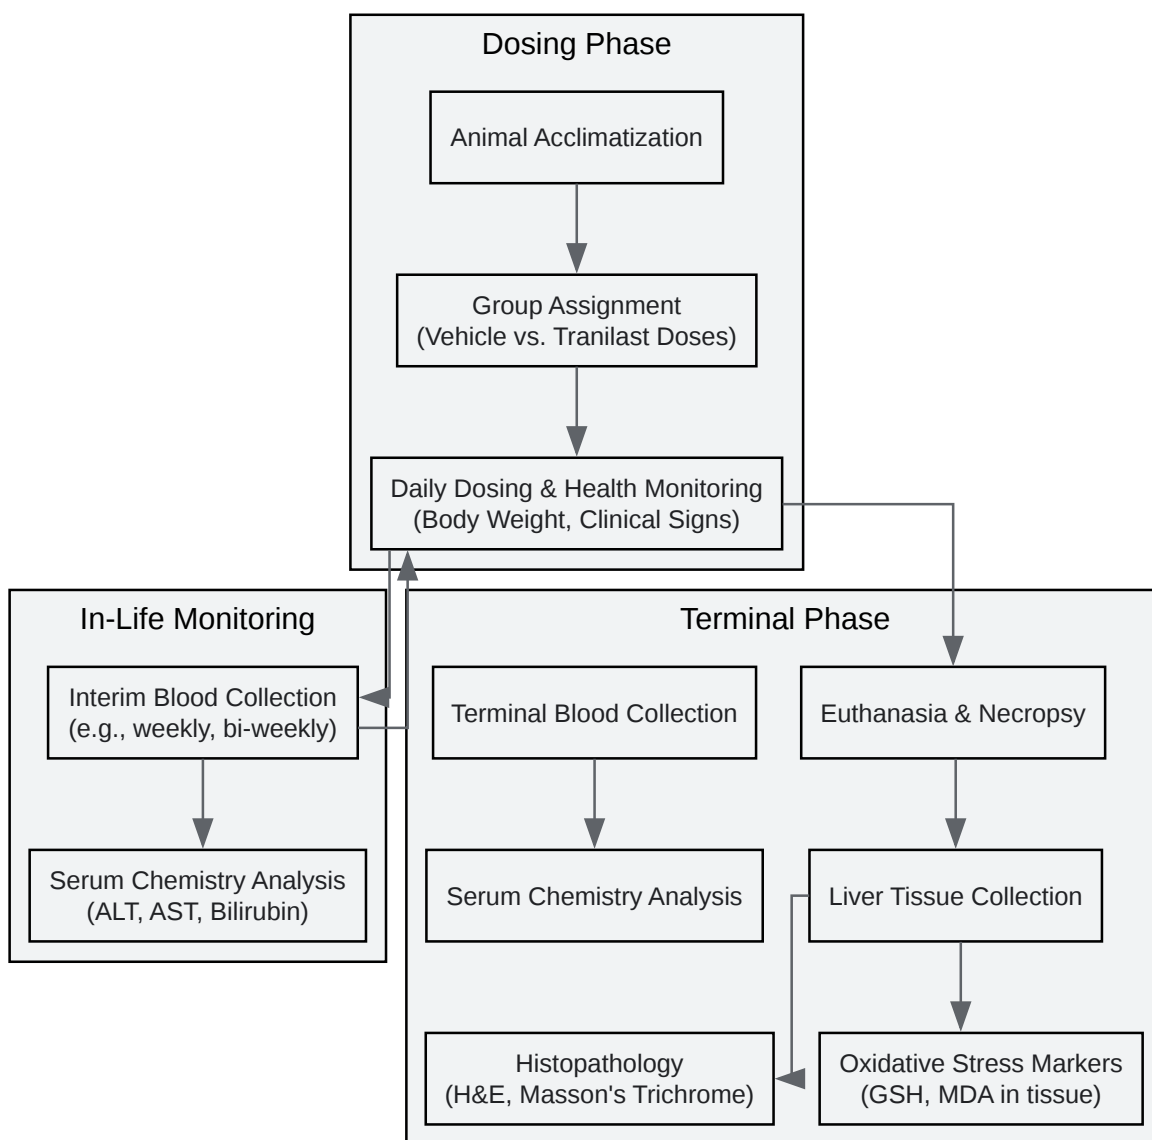 Dosing Phase
Animal Acclimatization
Group Assignment
(Vehicle vs. Tranilast Doses)
Daily Dosing & Health Monitoring
(Body Weight, Clinical Signs)
In-Life Monitoring
Interim Blood Collection
(e.g., weekly, bi-weekly)
Serum Chemistry Analysis
(ALT, AST, Bilirubin)
Terminal Phase
Terminal Blood Collection
Euthanasia & Necropsy
Serum Chemistry Analysis
Liver Tissue Collection
Histopathology
(H&E, Masson's Trichrome)
Oxidative Stress Markers
(GSH, MDA in tissue)